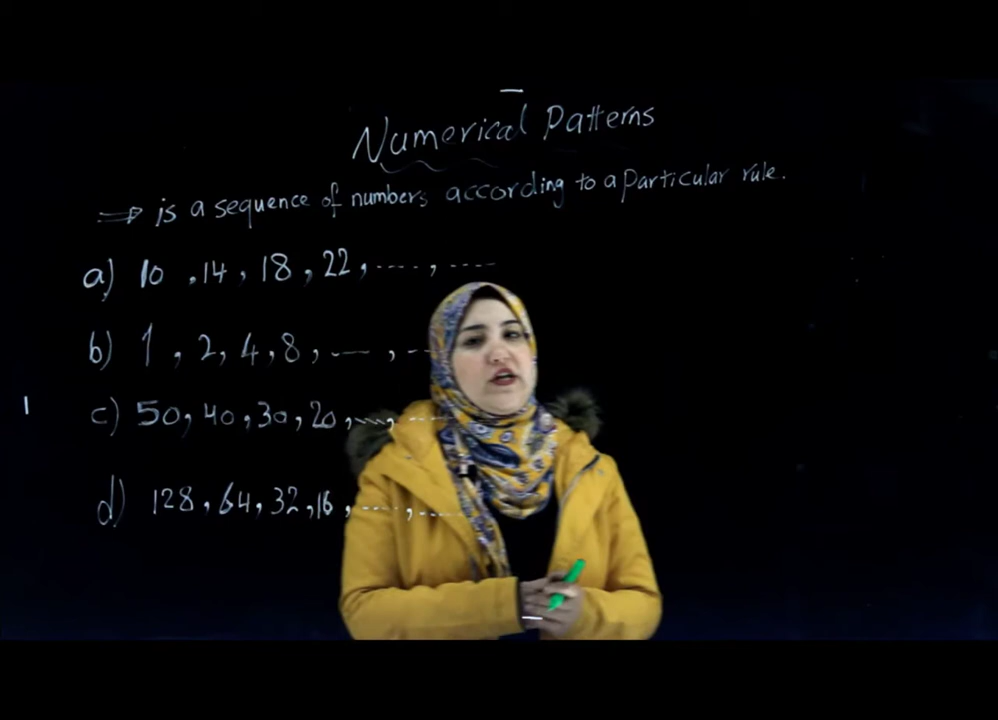 Numerical Patterns
⇒ is a sequence of numbers according to a particular rule.
a) 10 , 14 , 18 , 22 , ..... , .....
b) 1 , 2 , 4 , 8 , ..... , .....
c) 50 , 40 , 30 , 20 , ..... , .....
d) 128 , 64 , 32 , 16 , ..... , .....